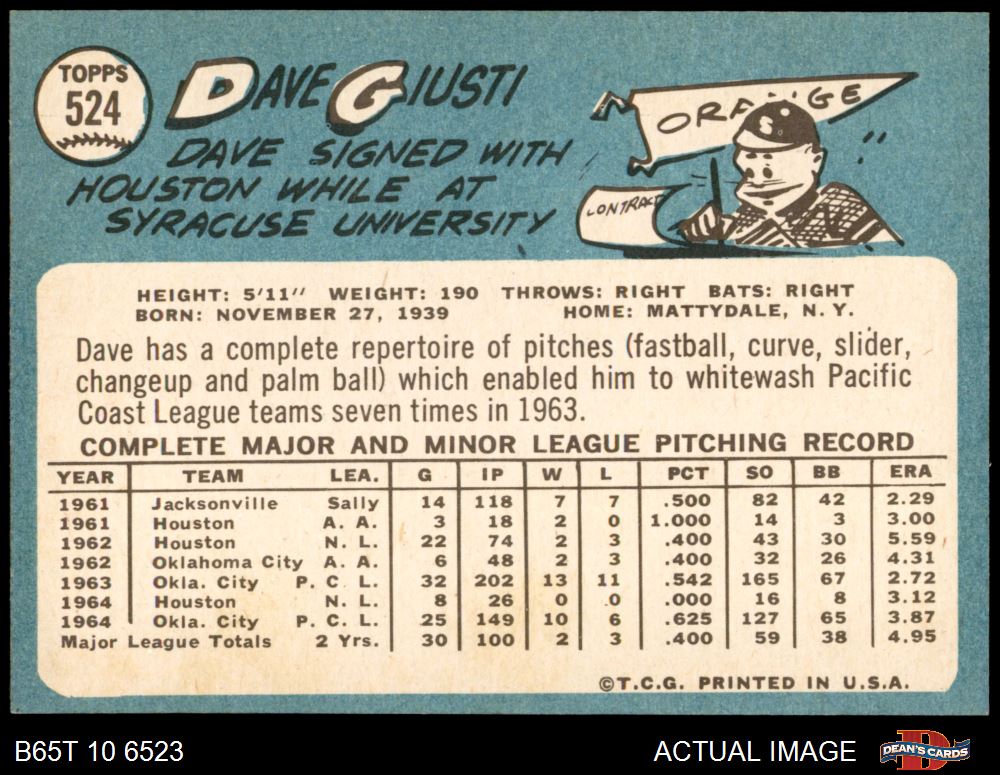 TOPPS
524
DAVE GIUSTI
DAVE SIGNED WITH
HOUSTON WHILE AT
SYRACUSE UNIVERSITY
ORANGE
S
CONTRACT
HEIGHT: 5'11" WEIGHT: 190 THROWS: RIGHT BATS: RIGHT
BORN: NOVEMBER 27, 1939 HOME: MATTYDALE, N. Y.
Dave has a complete repertoire of pitches (fastball, curve, slider,
changeup and palm ball) which enabled him to whitewash Pacific
Coast League teams seven times in 1963.
COMPLETE MAJOR AND MINOR LEAGUE PITCHING RECORD
YEAR TEAM LEA. G IP W L PCT SO BB ERA
1961 Jacksonville Sally 14 118 7 7 .500 82 42 2.29
1961 Houston A. A. 3 18 2 0 1.000 14 3 3.00
1962 Houston N. L. 22 74 2 3 .400 43 30 5.59
1962 Oklahoma City A. A. 6 48 2 3 .400 32 26 4.31
1963 Okla. City P. C. L. 32 202 13 11 .542 165 67 2.72
1964 Houston N. L. 8 26 0 0 .000 16 8 3.12
1964 Okla. City P. C. L. 25 149 10 6 .625 127 65 3.87
Major League Totals 2 Yrs. 30 100 2 3 .400 59 38 4.95
©T.C.G. PRINTED IN U.S.A.
B65T 10 6523 ACTUAL IMAGE DEAN'S CARDS